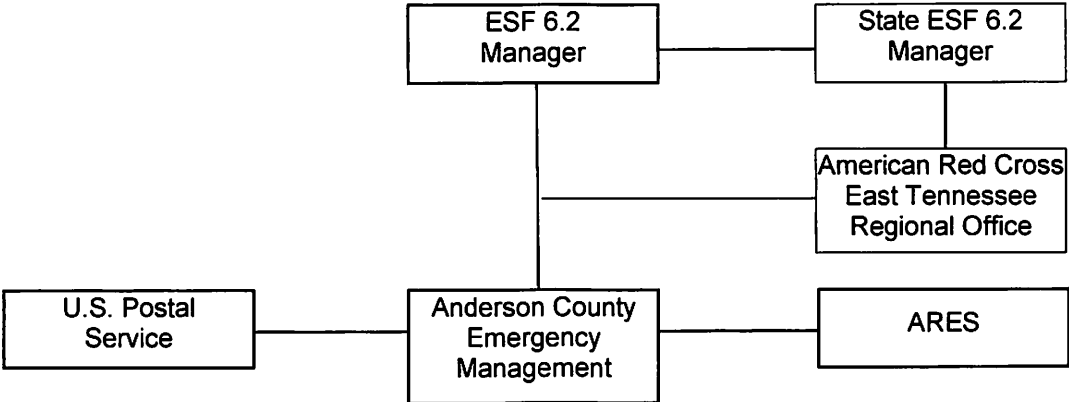 ESF 6.2
Manager
State ESF 6.2
Manager
American Red Cross
East Tennessee
Regional Office
U.S. Postal
Service
Anderson County
Emergency
Management
ARES